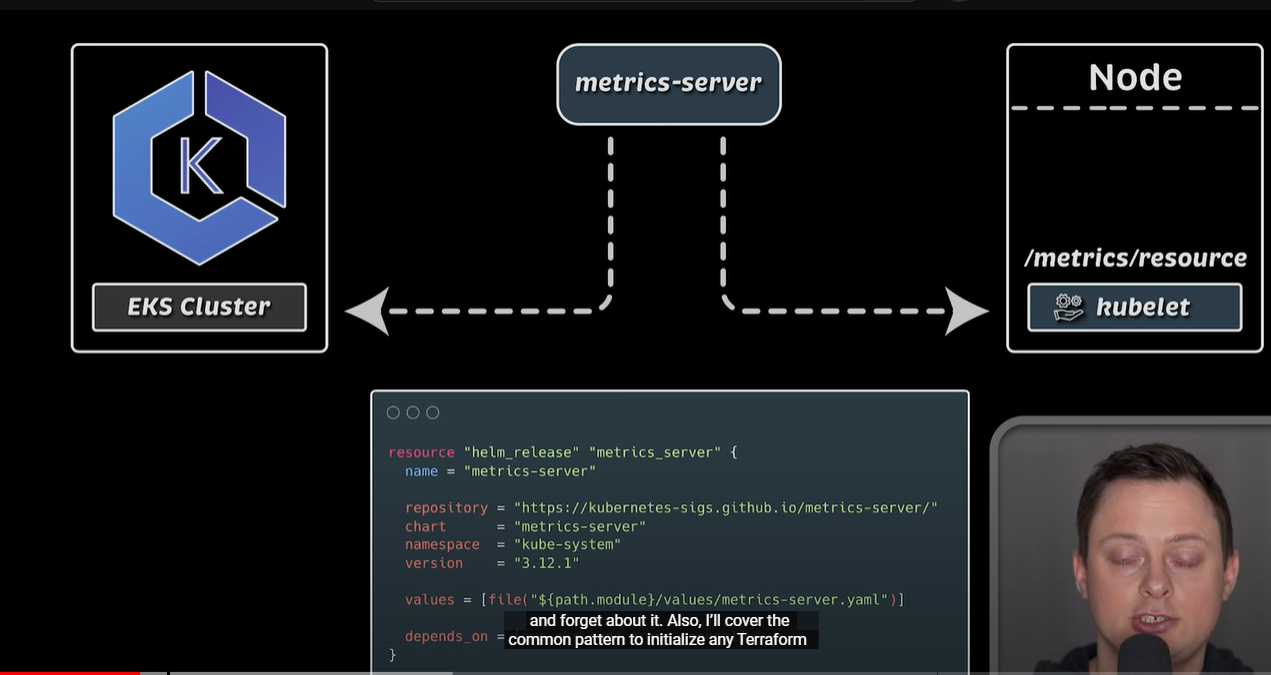 metrics-server
Node
K
/metrics/resource
EKS Cluster
kubelet
resource "helm_release" "metrics_server" {
name = "metrics-server"
repository = "https://kubernetes-sigs.github.io/metrics-server/"
chart = "metrics-server"
namespace = "kube-system"
version = "3.12.1"
values = [file("${path.module}/values/metrics-server.yaml")]
depends_on =
}
and forget about it. Also, I'll cover the
common pattern to initialize any Terraform